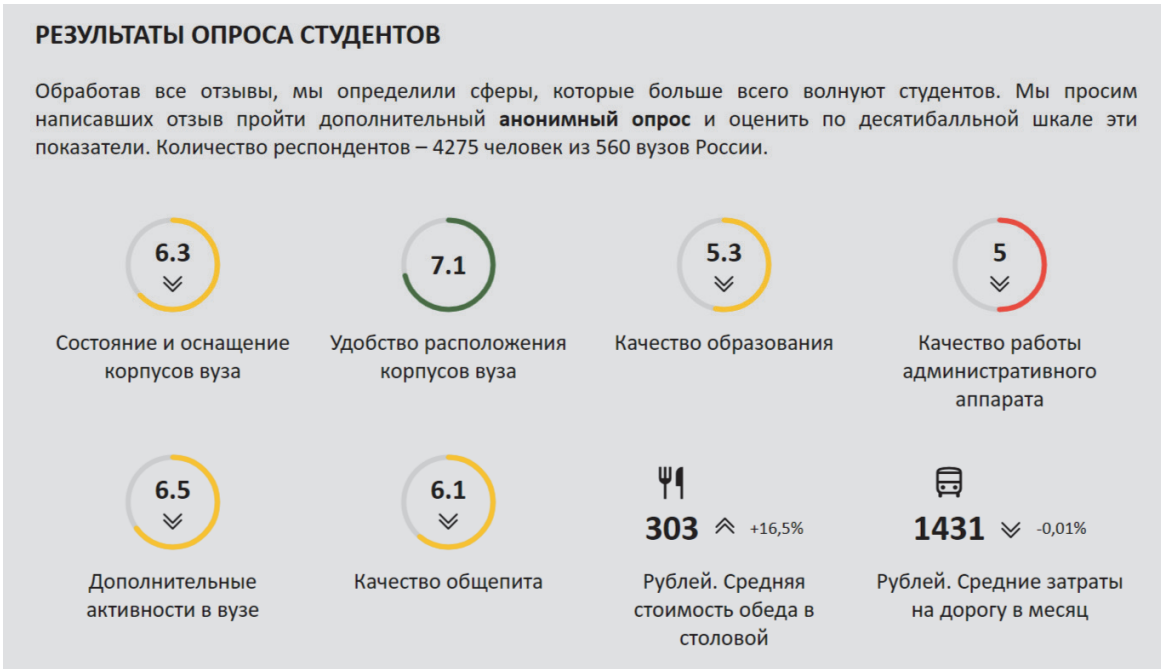 РЕЗУЛЬТАТЫ ОПРОСА СТУДЕНТОВ
Обработав все отзывы, мы определили сферы, которые больше всего волнуют студентов. Мы просим
написавших отзыв пройти дополнительный анонимный опрос и оценить по десятибалльной шкале эти
показатели. Количество респондентов – 4275 человек из 560 вузов России.
6.3
Состояние и оснащение
корпусов вуза
7.1
Удобство расположения
корпусов вуза
5.3
Качество образования
5
Качество работы
административного
аппарата
6.5
Дополнительные
активности в вузе
6.1
Качество общепита
303 +16,5%
Рублей. Средняя
стоимость обеда в
столовой
1431 -0,01%
Рублей. Средние затраты
на дорогу в месяц